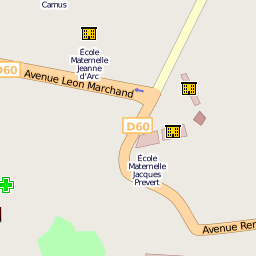 Camus
École
Maternelle
Jeanne
d'Arc
D60
Avenue Leon Marchand
D60
École
Maternelle
Jacques
Prevert
Avenue Ren